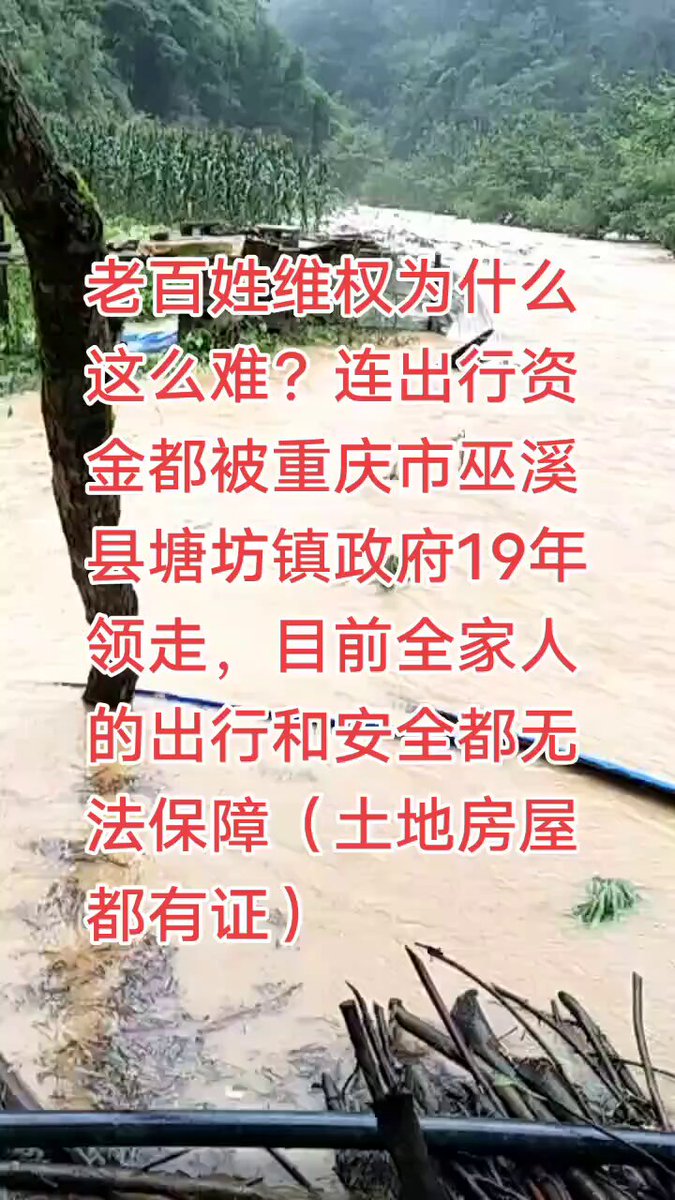 老百姓维权为什么
这么难？连出行资
金都被重庆市巫溪
县塘坊镇政府19年
领走，目前全家人
的出行和安全都无
法保障（土地房屋
都有证）